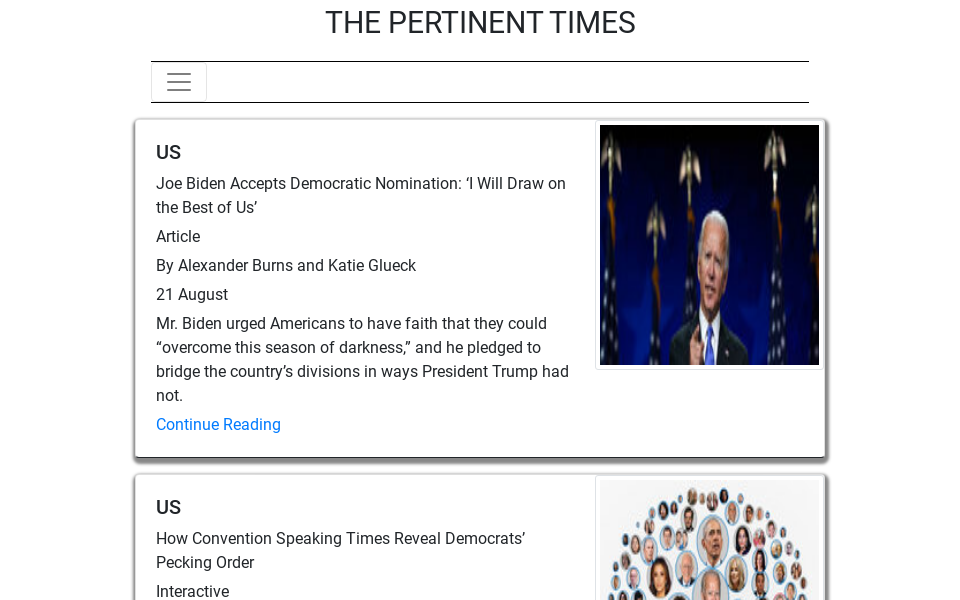 THE PERTINENT TIMES
US
Joe Biden Accepts Democratic Nomination: ‘I Will Draw on
the Best of Us’
Article
By Alexander Burns and Katie Glueck
21 August
Mr. Biden urged Americans to have faith that they could
“overcome this season of darkness,” and he pledged to
bridge the country’s divisions in ways President Trump had
not.
Continue Reading
US
How Convention Speaking Times Reveal Democrats’
Pecking Order
Interactive